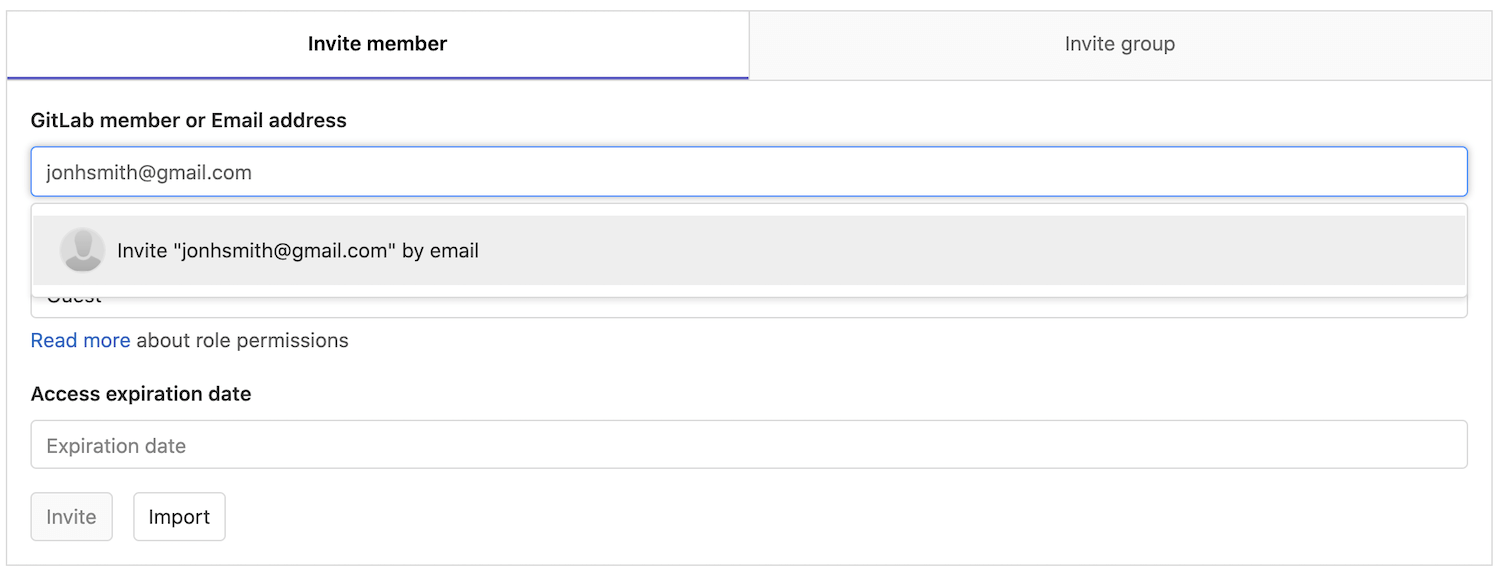 Invite member
Invite group
GitLab member or Email address
jonhsmith@gmail.com
Invite "jonhsmith@gmail.com" by email
Guest
Read more about role permissions
Access expiration date
Expiration date
Invite
Import